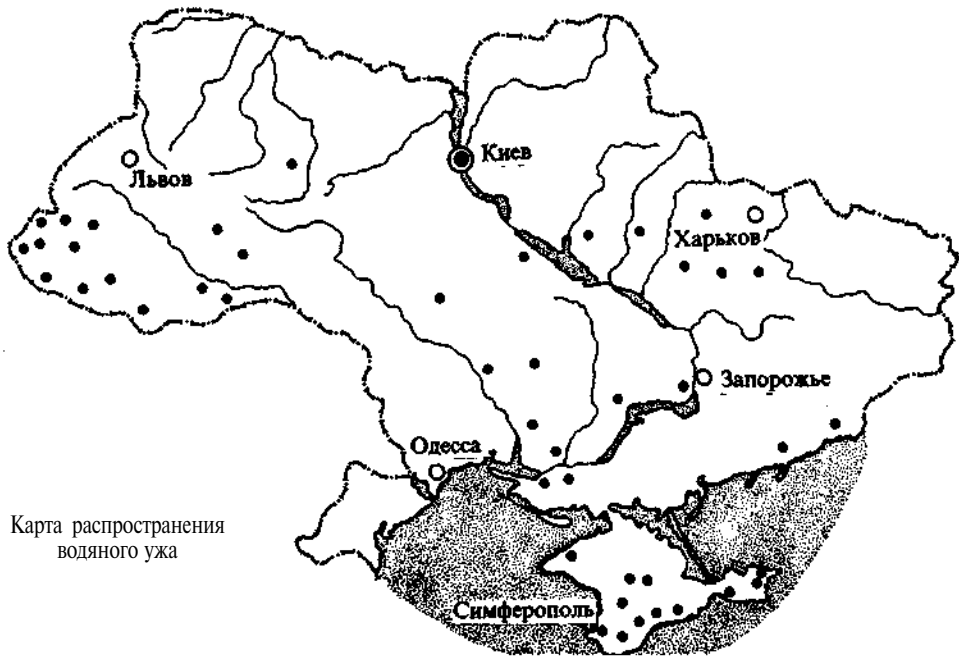 Киев
Львов
Харьков
Запорожье
Одесса
Карта распространения
водяного ужа
Симферополь